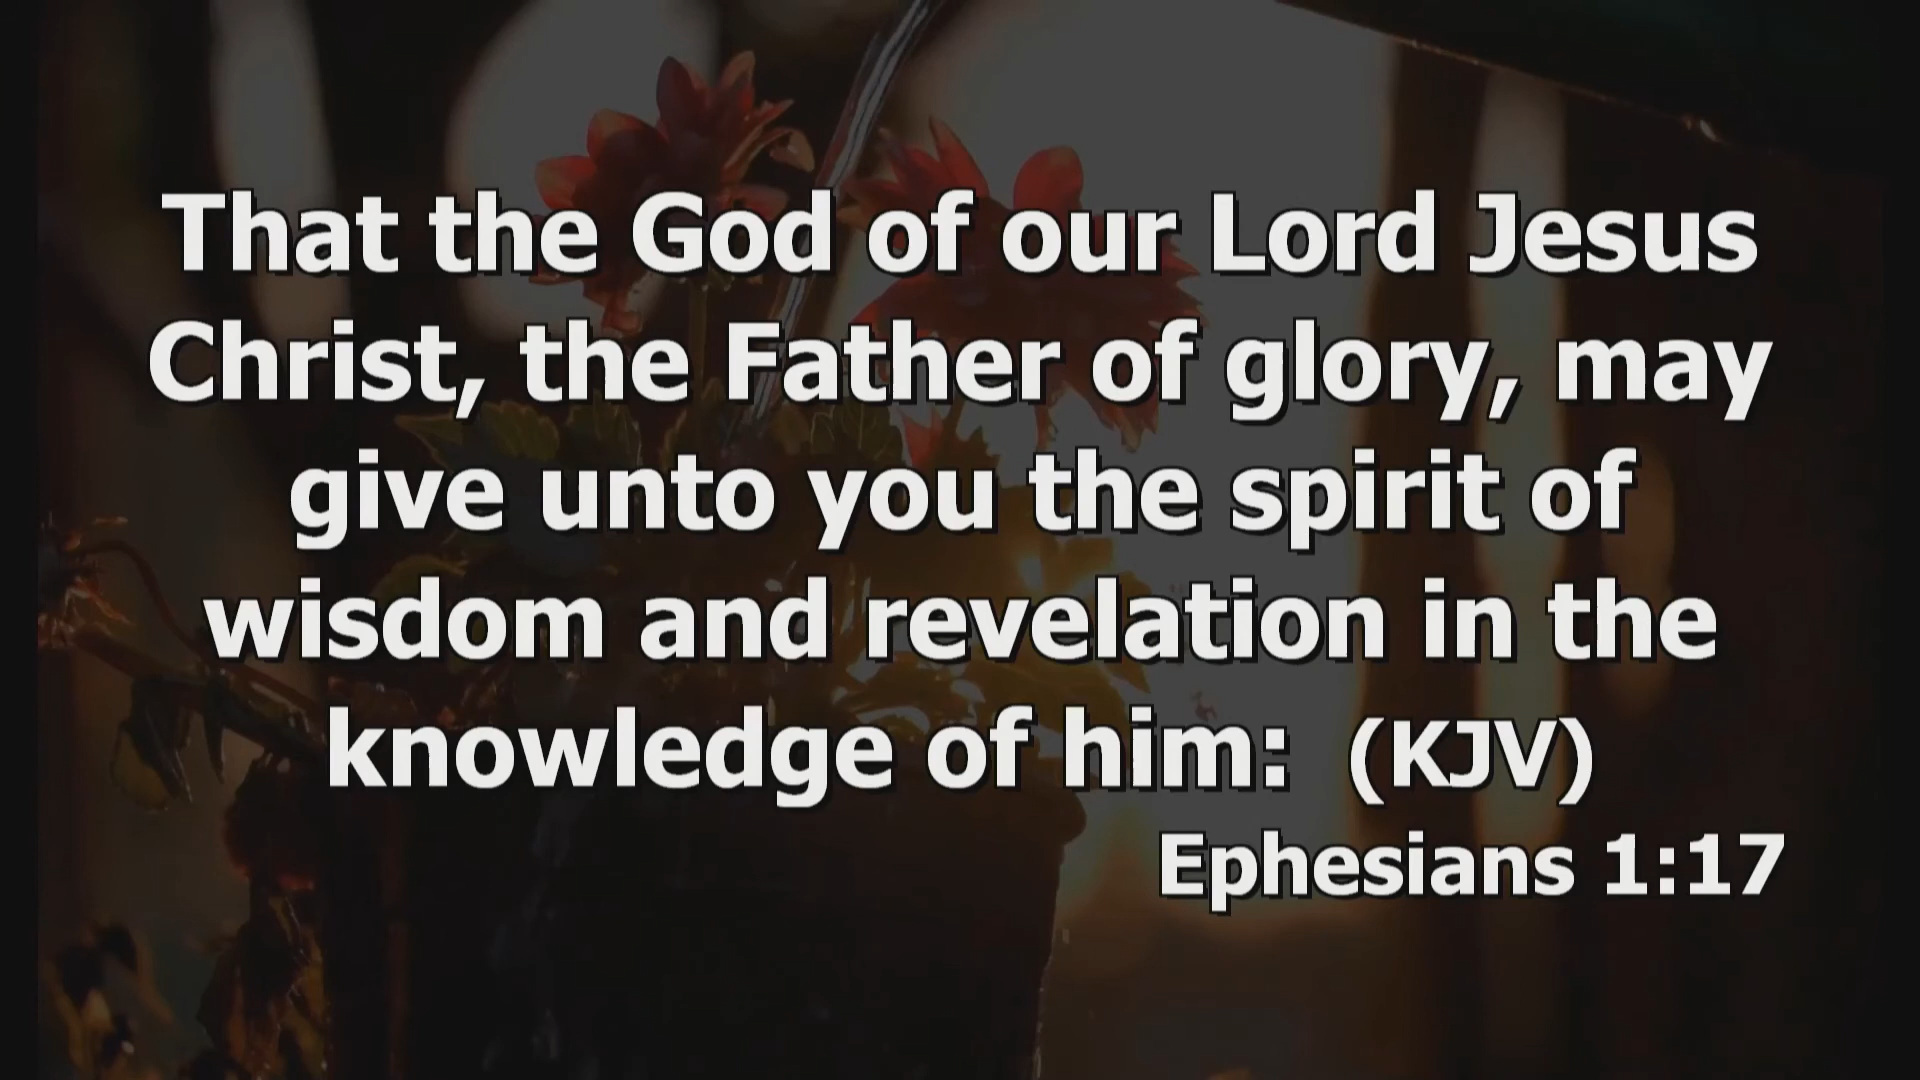 That the God of our Lord Jesus
Christ, the Father of glory, may
give unto you the spirit of
wisdom and revelation in the
knowledge of him: (KJV)
Ephesians 1:17